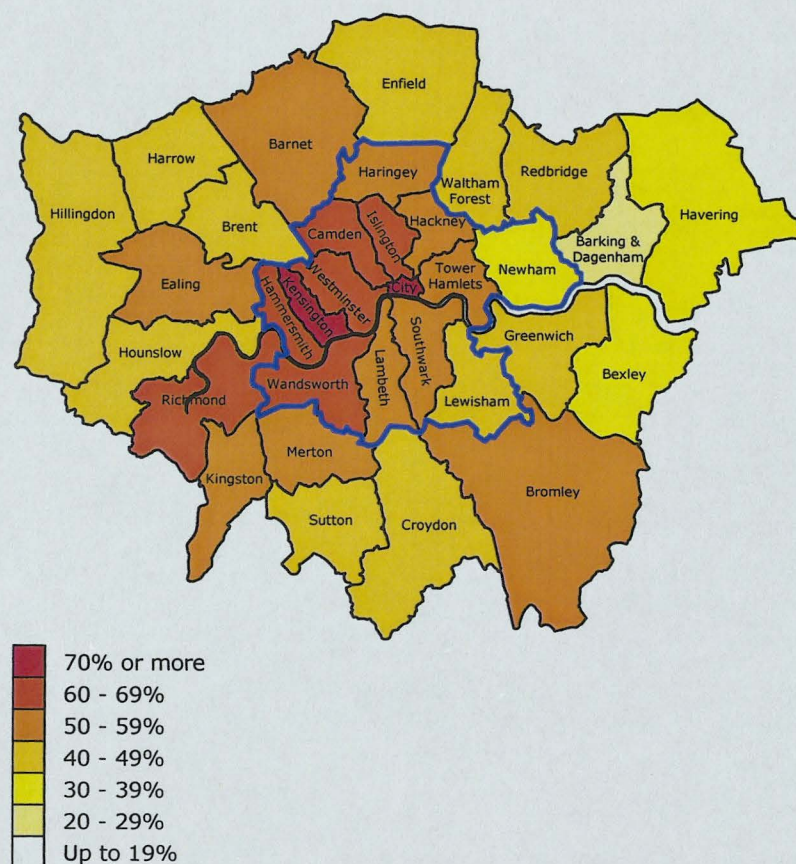 Enfield
Barnet
Harrow
Haringey
Waltham
Forest
Redbridge
Hillingdon
Havering
Brent
Camden
Islington
Hackney
Barking &
Dagenham
Newham
Ealing
Hammersmith
Kensington
Westminster
City
Tower
Hamlets
Hounslow
Greenwich
Southwark
Lambeth
Bexley
Richmond
Wandsworth
Lewisham
Merton
Kingston
Bromley
Sutton
Croydon
70% or more
60 - 69%
50 - 59%
40 - 49%
30 - 39%
20 - 29%
Up to 19%